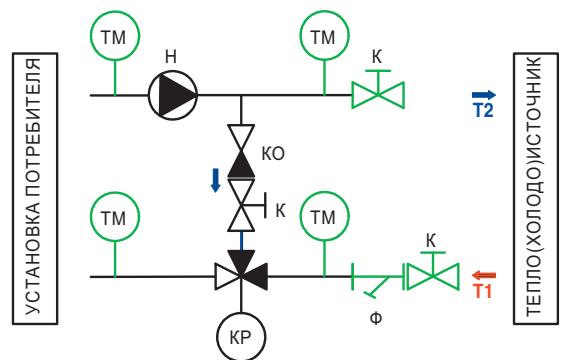 УСТАНОВКА ПОТРЕБИТЕЛЯ
ТМ
Н
ТМ
К
Т2
КО
К
ТМ
ТМ
К
Т1
Ф
КР
ТЕПЛО(ХОЛОДО)ИСТОЧНИК